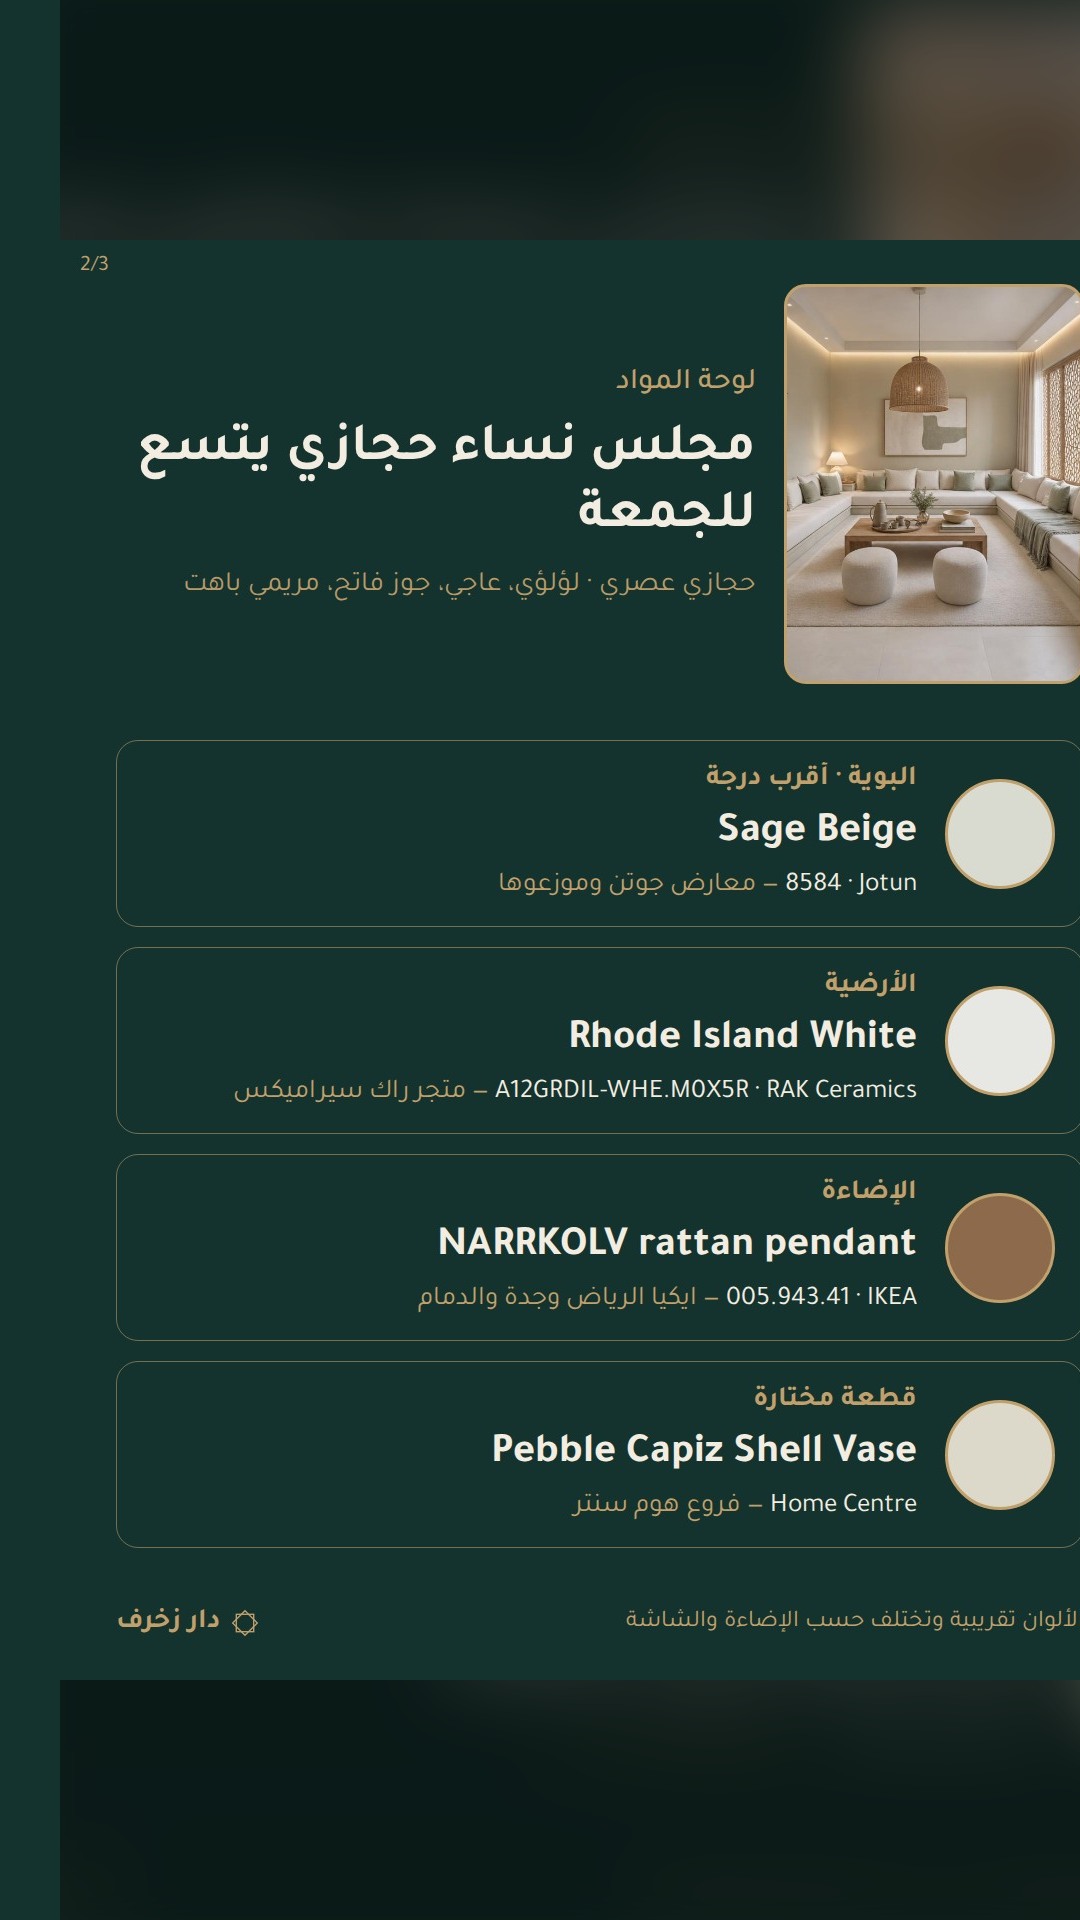 2/3
لوحة المواد
مجلس نساء حجازي يتسع
للجمعة
حجازي عصري · لؤلؤي، عاجي، جوز فاتح، مريمي باهت
البوية · أقرب درجة
Sage Beige
8584 · Jotun – معارض جوتن وموزعوها
الأرضية
Rhode Island White
A12GRDIL-WHE.M0X5R · RAK Ceramics – متجر راك سيراميكس
الإضاءة
NARRKOLV rattan pendant
005.943.41 · IKEA – ايكيا الرياض وجدة والدمام
قطعة مختارة
Pebble Capiz Shell Vase
Home Centre – فروع هوم سنتر
لألوان تقريبية وتختلف حسب الإضاءة والشاشة
دار زخرف